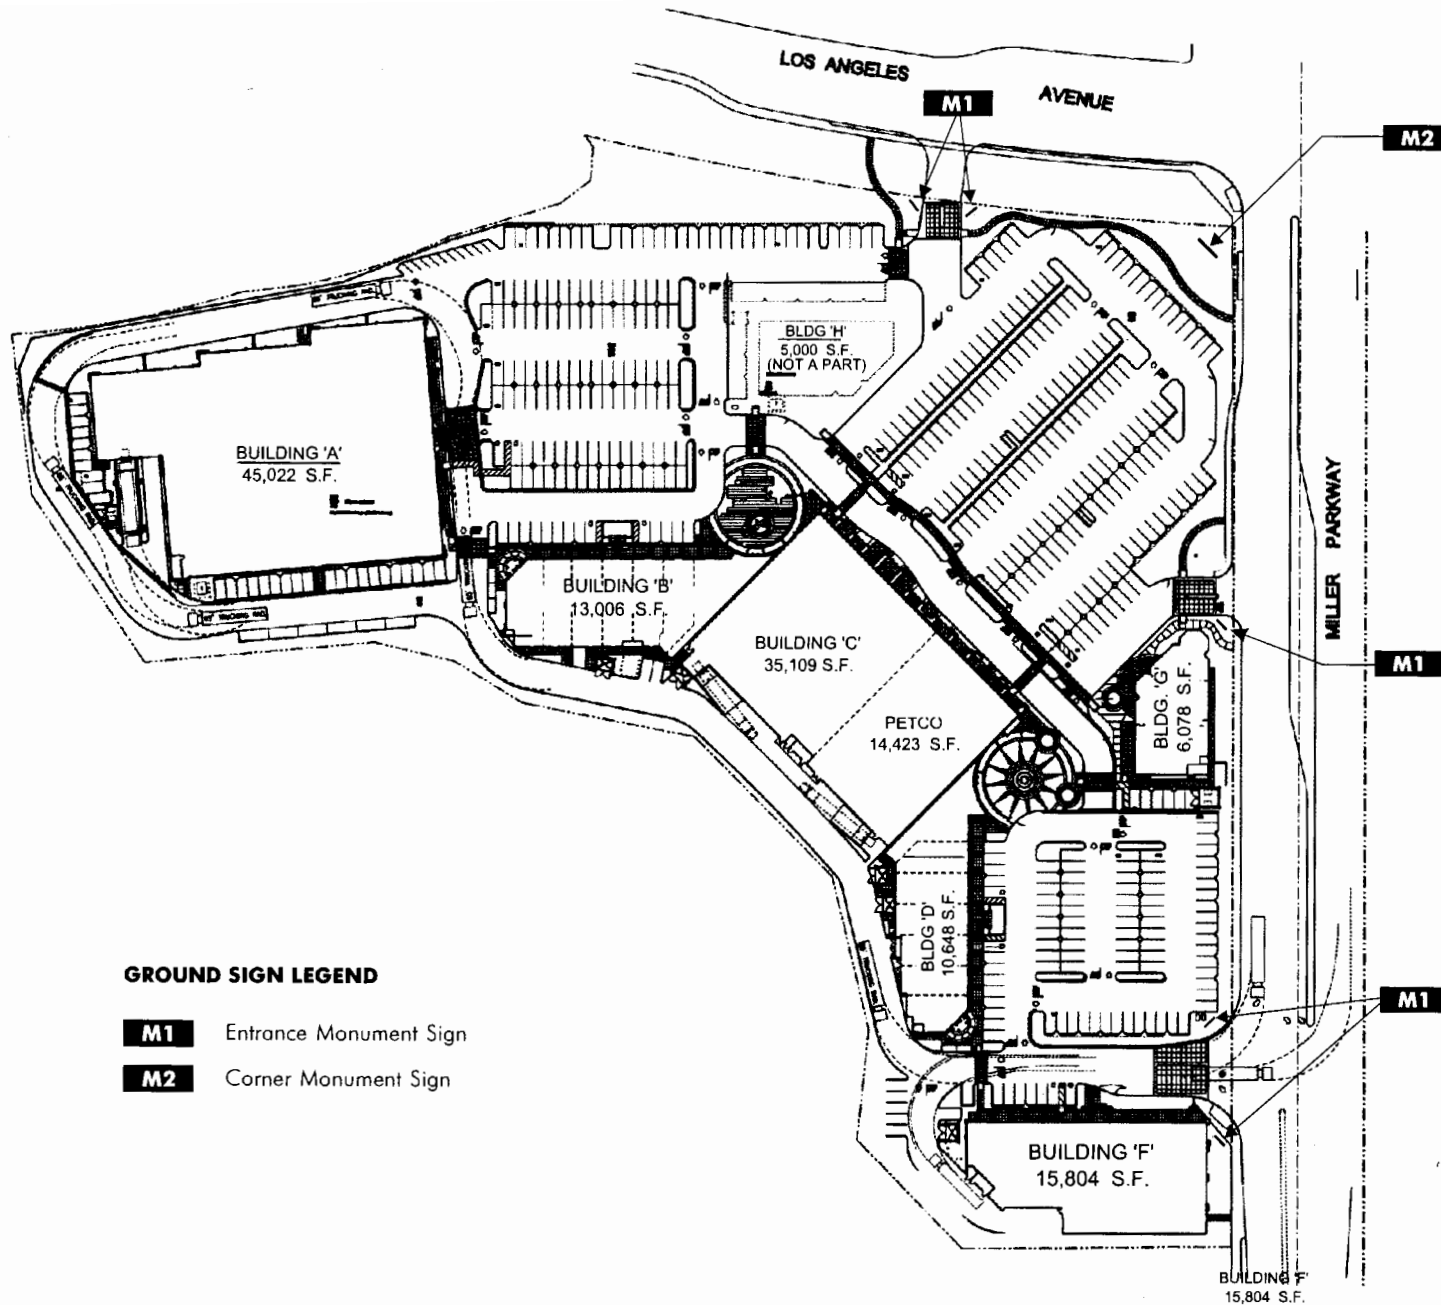 LOS ANGELES AVENUE
M1
M2
BLDG 'H'
5,000 S.F.
(NOT A PART)
BUILDING 'A'
45,022 S.F.
MILLER PARKWAY
BUILDING 'B'
13,006 S.F.
BUILDING 'C'
35,109 S.F.
M1
BLDG. 'G'
6,078 S.F.
PETCO
14,423 S.F.
BLDG 'D'
10,648 S.F.
GROUND SIGN LEGEND
M1 Entrance Monument Sign
M2 Corner Monument Sign
M1
BUILDING 'F'
15,804 S.F.
BUILDING 'F'
15,804 S.F.